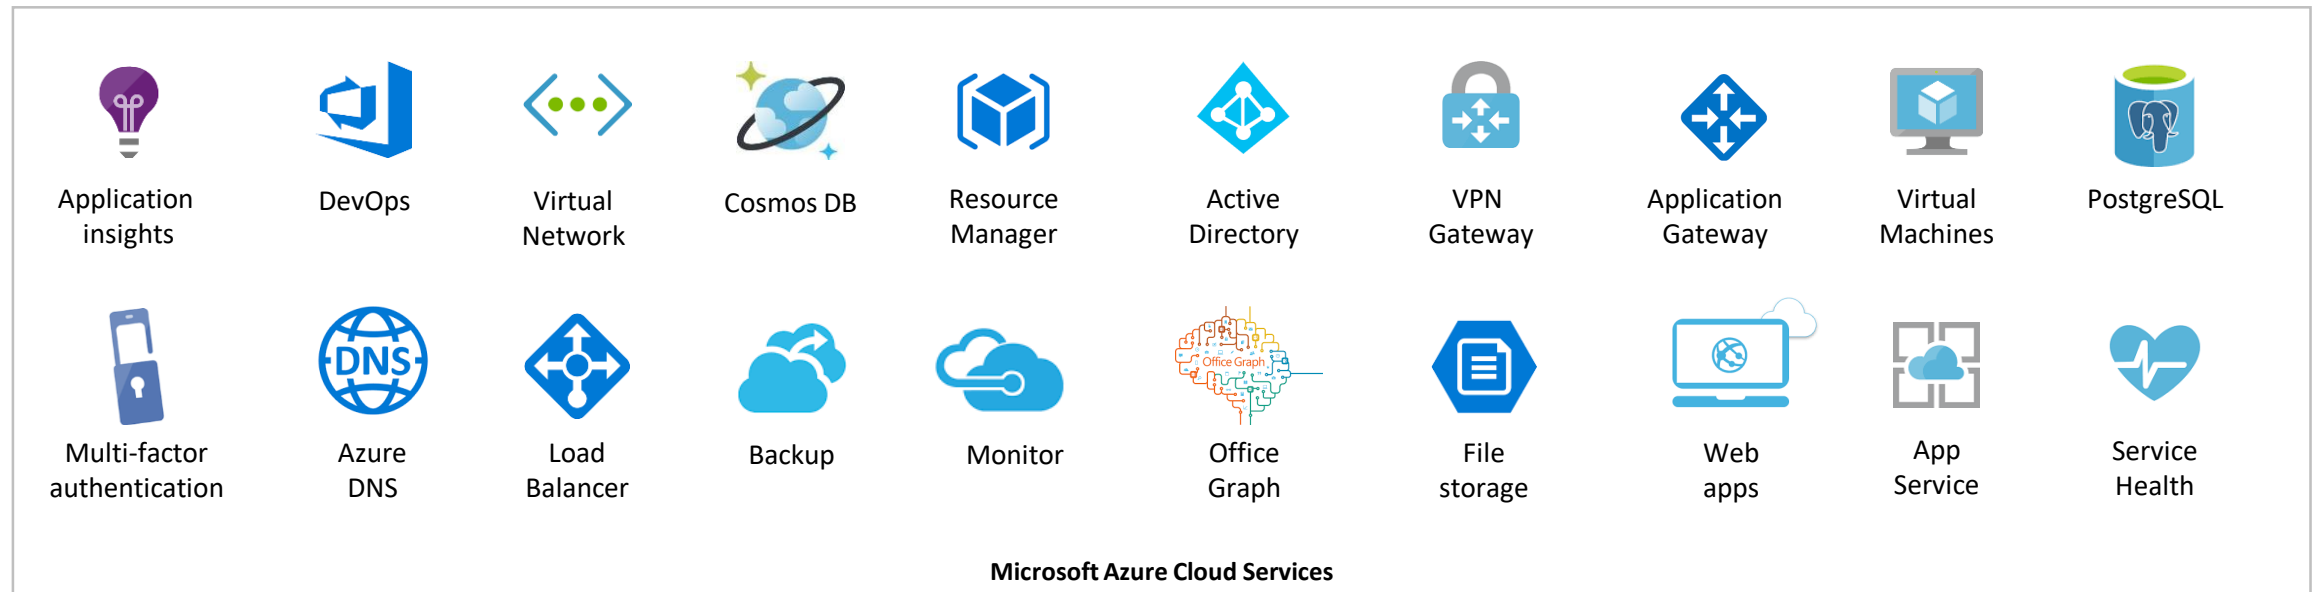 Application
insights
DevOps
Virtual
Network
Cosmos DB
Resource
Manager
Active
Directory
VPN
Gateway
Application
Gateway
Virtual
Machines
PostgreSQL
DNS
Office Graph
Multi-factor
authentication
Azure
DNS
Load
Balancer
Backup
Monitor
Office
Graph
File
storage
Web
apps
App
Service
Service
Health
Microsoft Azure Cloud Services